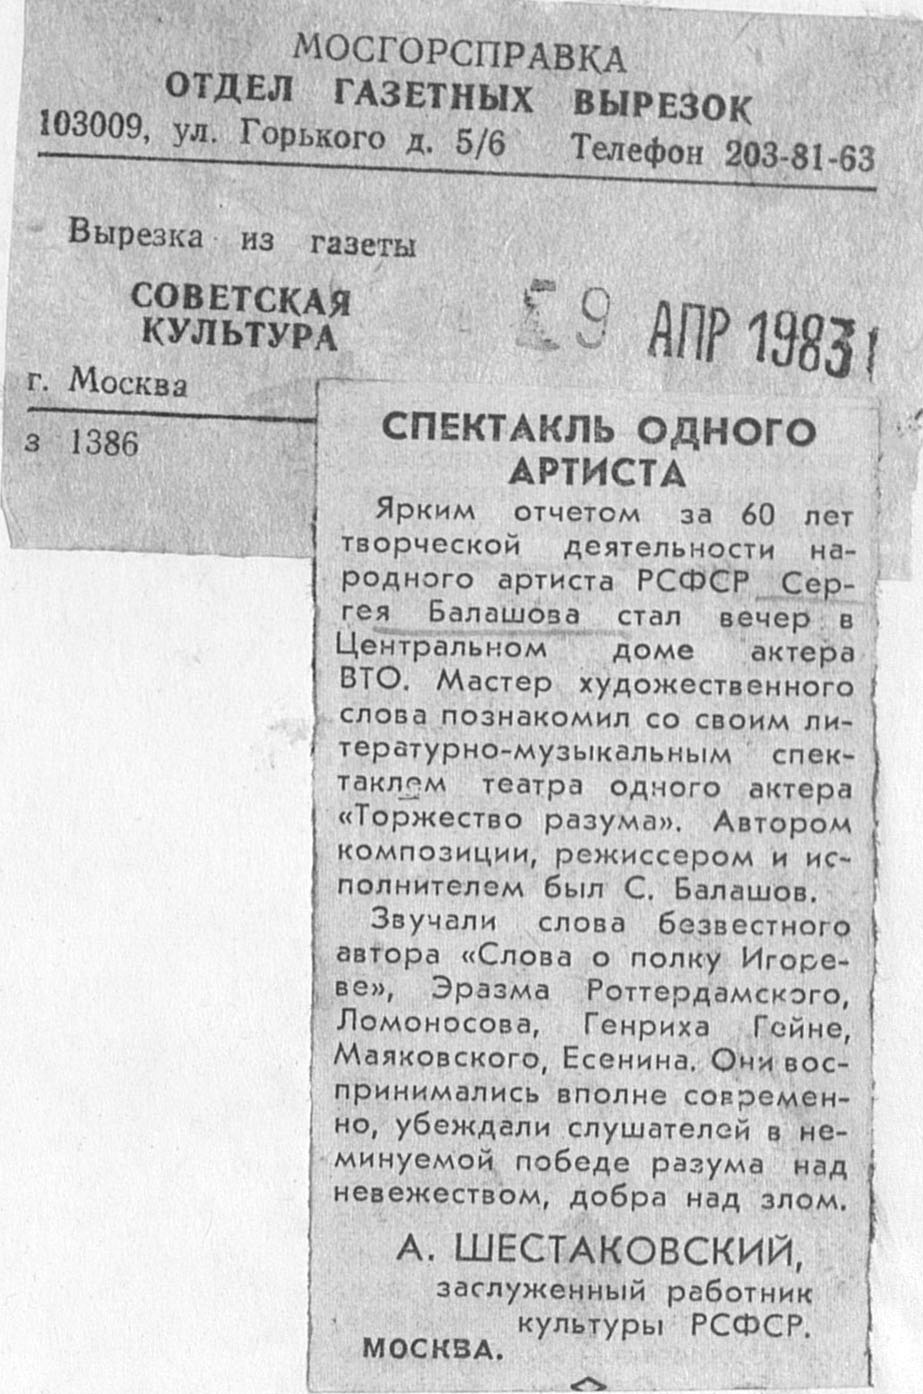 МОСГОРСПРАВКА
ОТДЕЛ ГАЗЕТНЫХ ВЫРЕЗОК
103009, ул. Горького д. 5/6 Телефон 203-81-63
Вырезка из газеты
СОВЕТСКАЯ
КУЛЬТУРА
9 АПР 1983
г. Москва
з 1386
СПЕКТАКЛЬ ОДНОГО
АРТИСТА
Ярким отчетом за 60 лет
творческой деятельности на-
родного артиста РСФСР Сер-
гея Балашова стал вечер в
Центральном доме актера
ВТО. Мастер художественного
слова познакомил со своим ли-
тературно-музыкальным спек-
таклем театра одного актера
«Торжество разума». Автором
композиции, режиссером и ис-
полнителем был С. Балашов.
Звучали слова безвестного
автора «Слова о полку Игоре-
ве», Эразма Роттердамского,
Ломоносова, Генриха Гейне,
Маяковского, Есенина. Они вос-
принимались вполне современ-
но, убеждали слушателей в не-
минуемой победе разума над
невежеством, добра над злом.
А. ШЕСТАКОВСКИЙ,
заслуженный работник
культуры РСФСР.
МОСКВА.